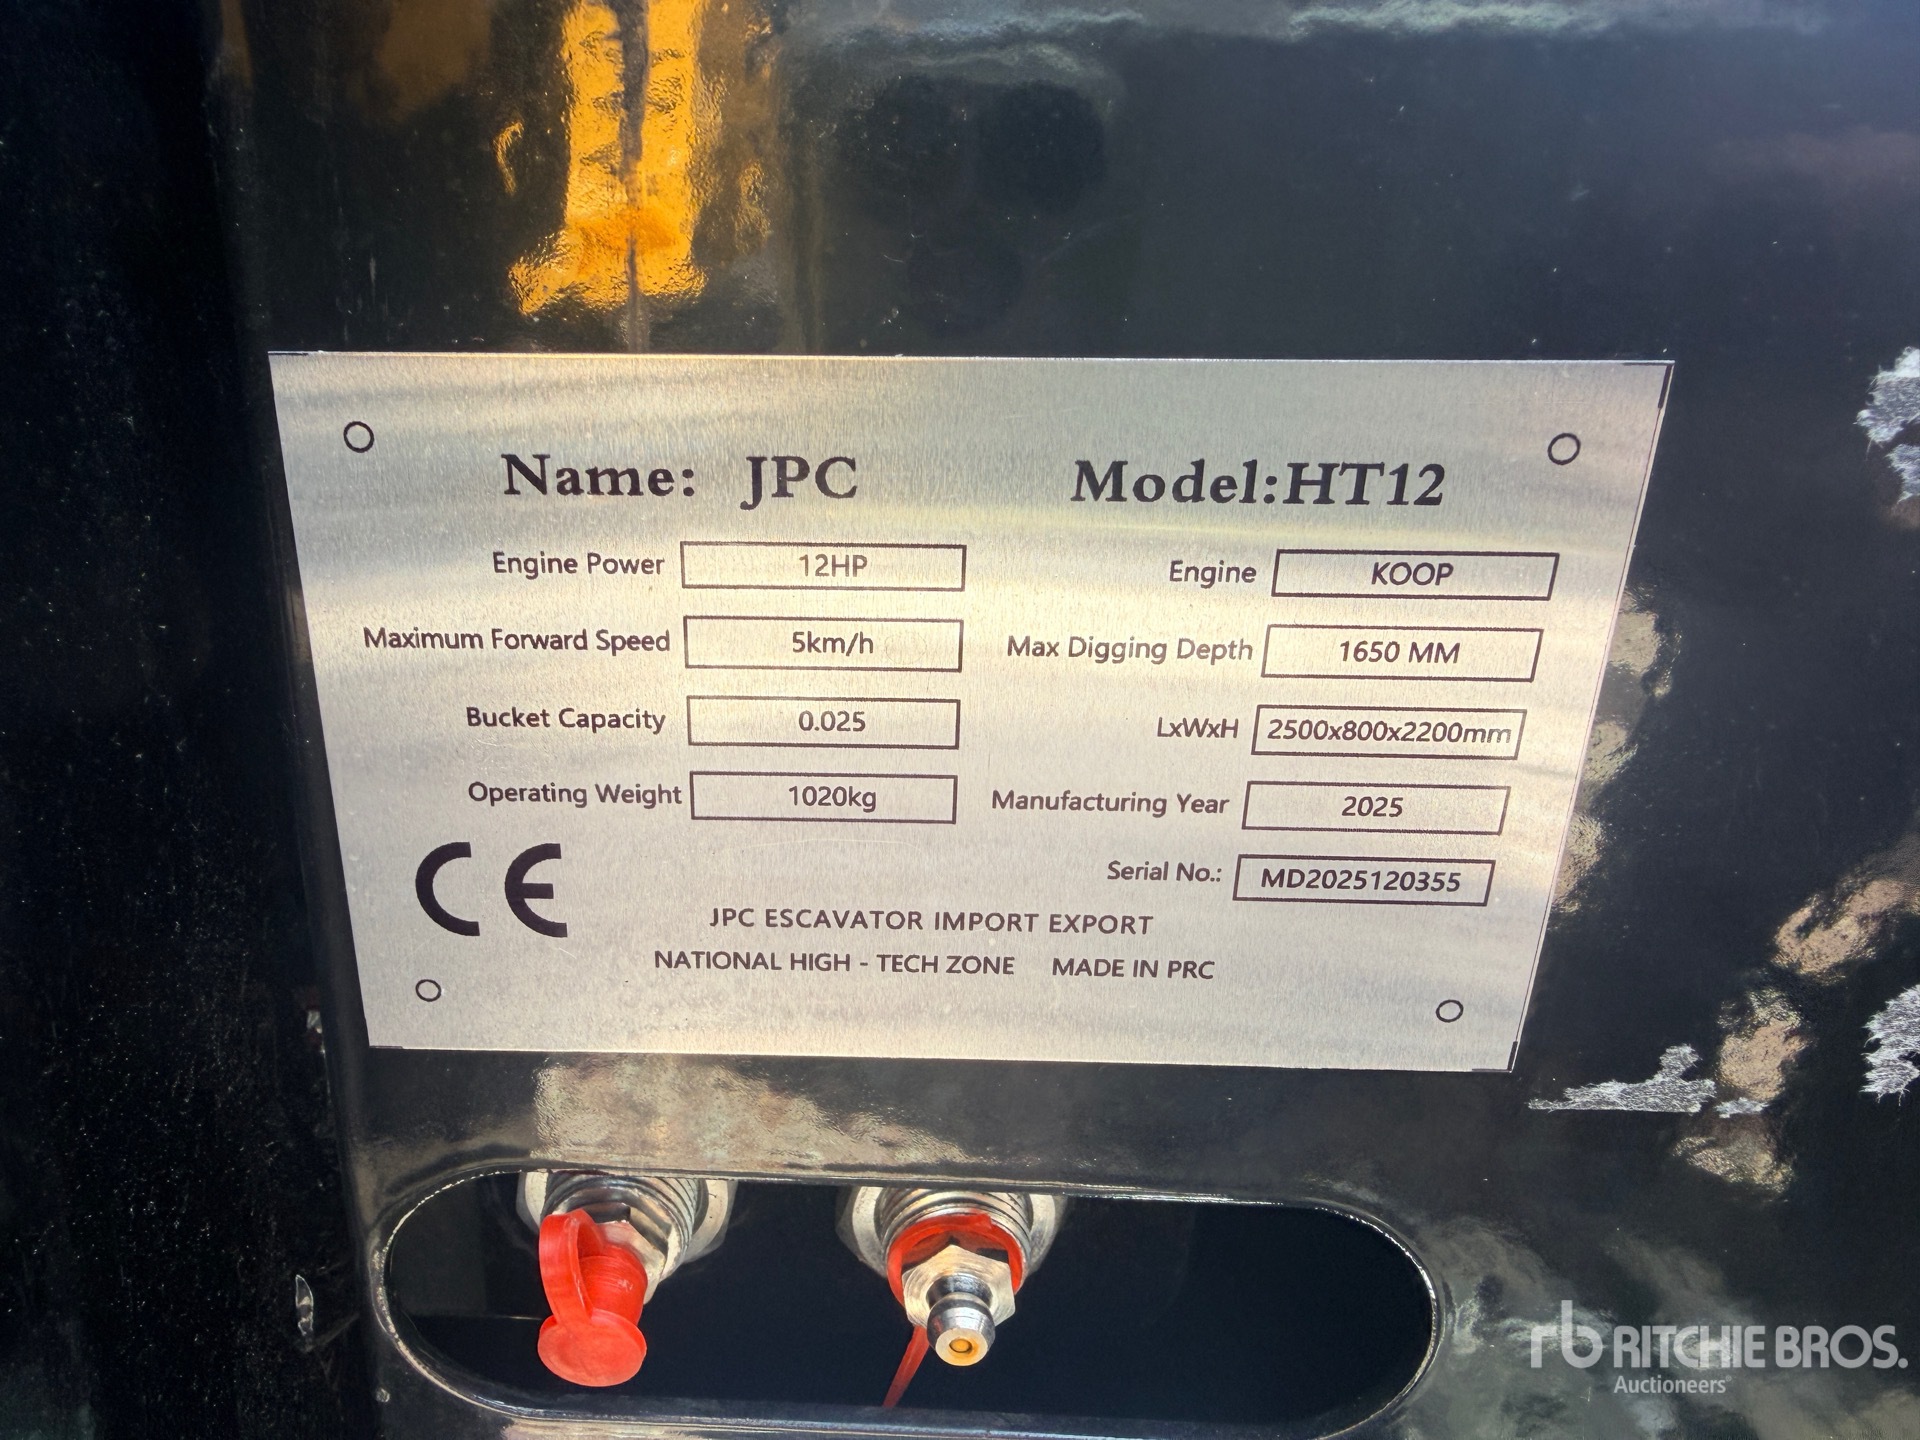 Name: JPC Model:HT12
Engine Power 12HP Engine KOOP
Maximum Forward Speed 5km/h Max Digging Depth 1650 MM
Bucket Capacity 0.025 LxWxH 2500x800x2200mm
Operating Weight 1020kg Manufacturing Year 2025
CE Serial No.: MD2025120355
JPC ESCAVATOR IMPORT EXPORT
NATIONAL HIGH - TECH ZONE MADE IN PRC
rb RITCHIE BROS.
Auctioneers